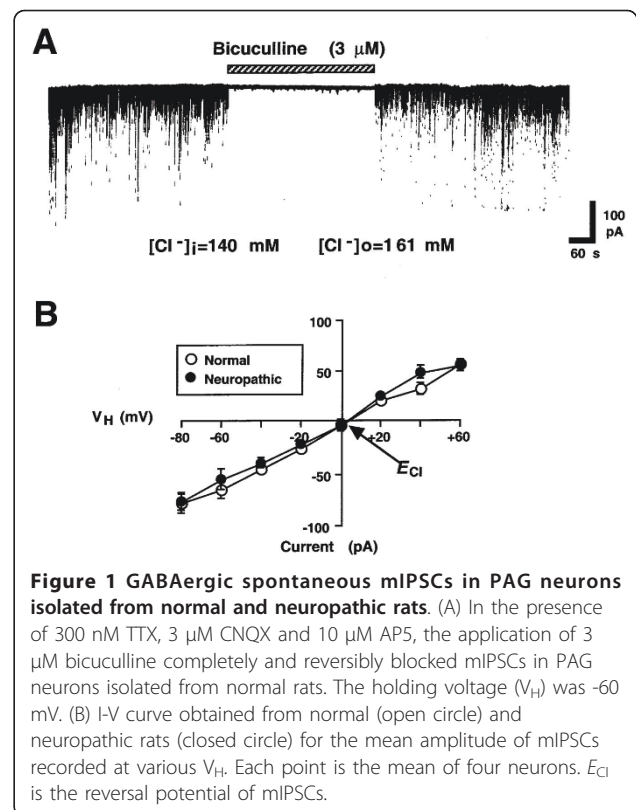 A
Bicuculline (3 μM)
100
pA
60 s
[Cl⁻]i=140 mM [Cl⁻]o=161 mM
B
100
Normal
Neuropathic
50
V_H (mV)
-80 -60 -20 +20 +60
E_Cl
-50
-100
Current (pA)
Figure 1 GABAergic spontaneous mIPSCs in PAG neurons
isolated from normal and neuropathic rats. (A) In the presence
of 300 nM TTX, 3 μM CNQX and 10 μM AP5, the application of 3
μM bicuculline completely and reversibly blocked mIPSCs in PAG
neurons isolated from normal rats. The holding voltage (V_H) was -60
mV. (B) I-V curve obtained from normal (open circle) and
neuropathic rats (closed circle) for the mean amplitude of mIPSCs
recorded at various V_H. Each point is the mean of four neurons. E_Cl
is the reversal potential of mIPSCs.